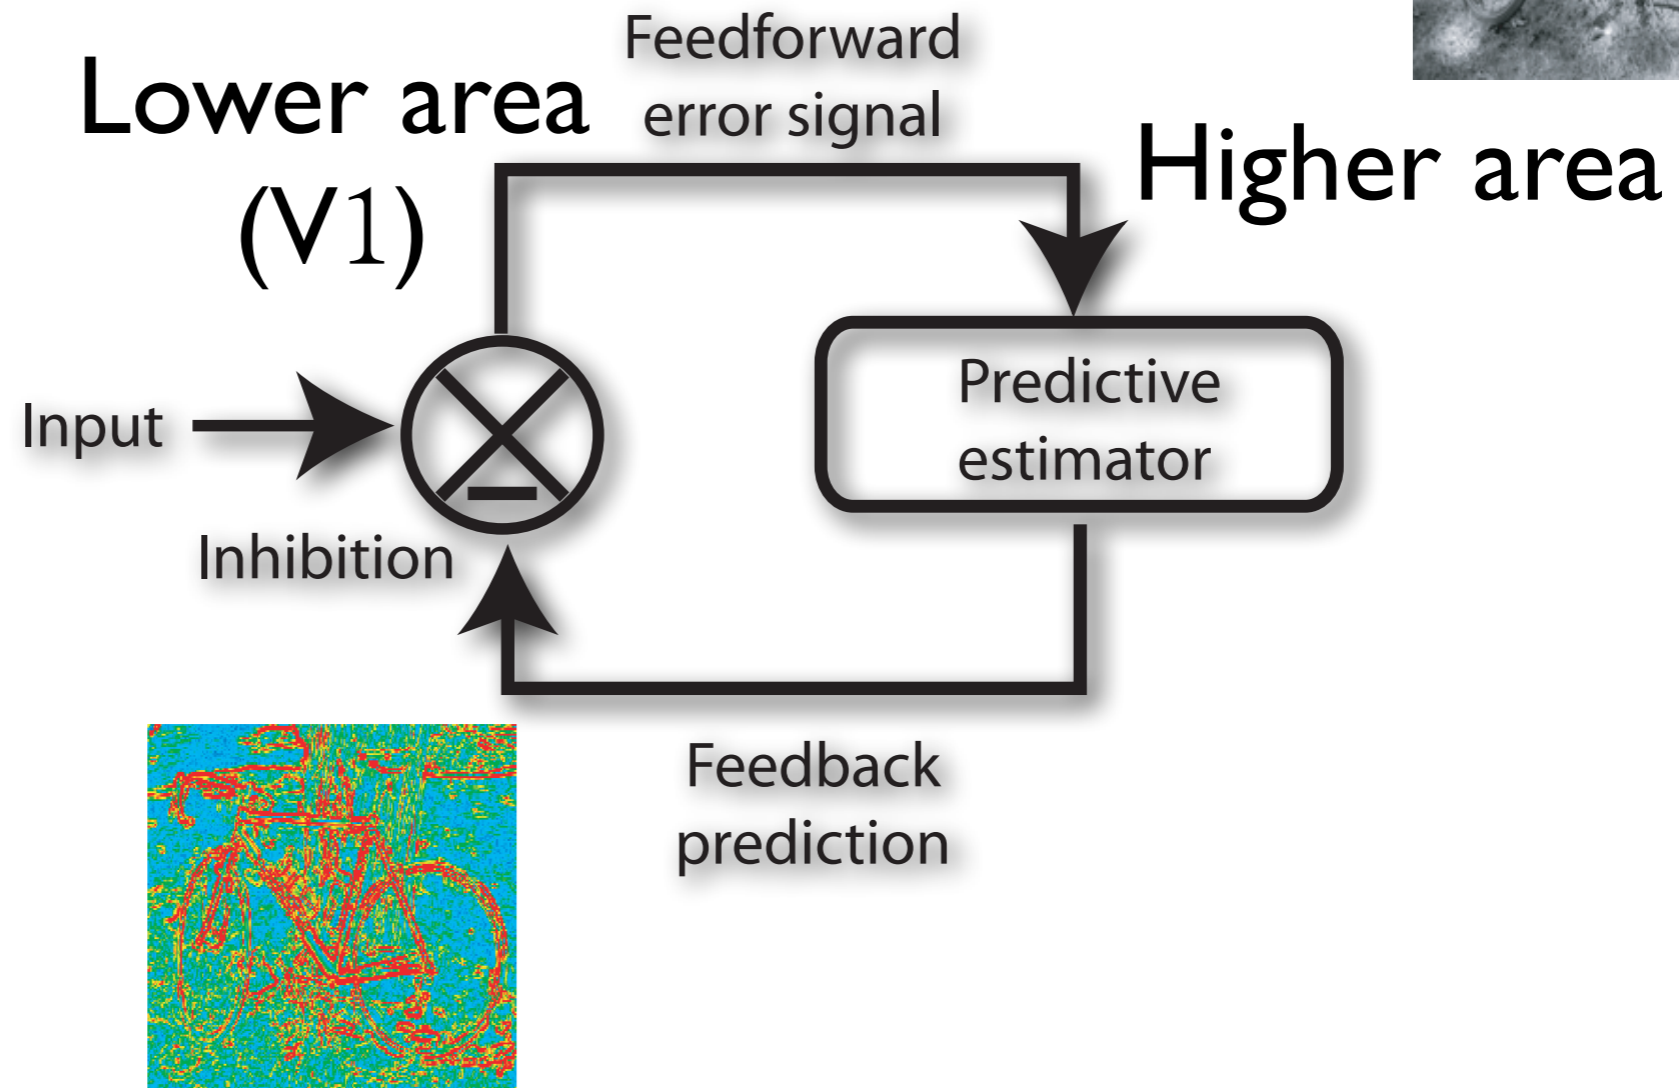 Feedforward
error signal
Lower area
(V1)
Higher area
Input
Predictive
estimator
Inhibition
Feedback
prediction